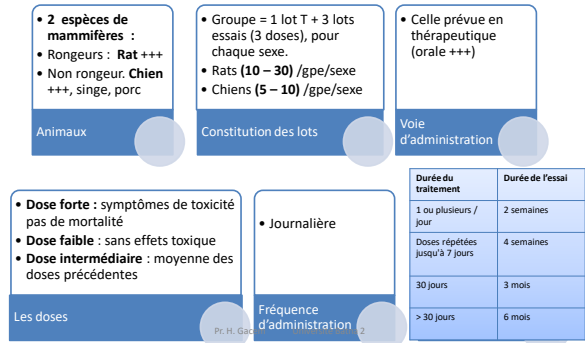 • 2 espèces de
mammifères :
• Rongeurs : Rat +++
• Non rongeur. Chien
+++, singe, porc
Animaux
• Groupe = 1 lot T + 3 lots
essais (3 doses), pour
chaque sexe.
• Rats (10 – 30) /gpe/sexe
• Chiens (5 – 10) /gpe/sexe
Constitution des lots
• Celle prévue en
thérapeutique
(orale +++)
Voie
d’administration
• Dose forte : symptômes de toxicité
pas de mortalité
• Dose faible : sans effets toxique
• Dose intermédiaire : moyenne des
doses précédentes
Les doses
• Journalière
Fréquence
d’administration
Pr. H. 2
Durée du
traitement
Durée de l’essai
1 ou plusieurs /
jour
2 semaines
Doses répétées
jusqu’à 7 jours
4 semaines
30 jours
3 mois
> 30 jours
6 mois